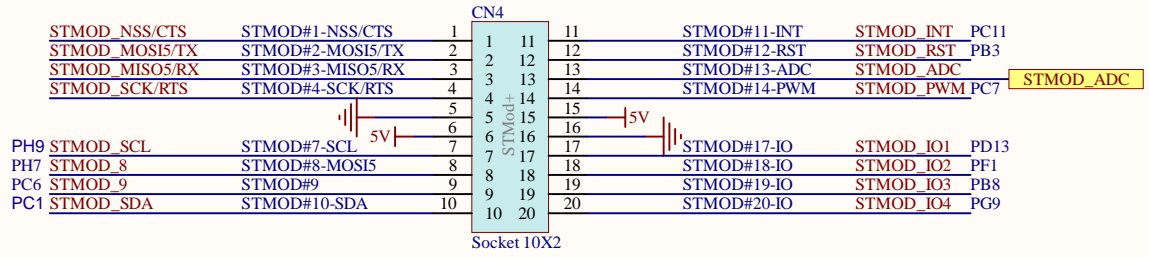 CN4
STMOD_NSS/CTS STMOD#1-NSS/CTS 1 1 11 11 STMOD#11-INT STMOD_INT PC11
STMOD_MOSI5/TX STMOD#2-MOSI5/TX 2 2 12 12 STMOD#12-RST STMOD_RST PB3
STMOD_MISO5/RX STMOD#3-MISO5/RX 3 3 13 13 STMOD#13-ADC STMOD_ADC STMOD_ADC
STMOD_SCK/RTS STMOD#4-SCK/RTS 4 4 14 14 STMOD#14-PWM STMOD_PWM PC7
5 5 15 15 5V
5V 6 6 16 16
PH9 STMOD_SCL STMOD#7-SCL 7 7 17 17 STMOD#17-IO STMOD_IO1 PD13
PH7 STMOD_8 STMOD#8-MOSI5 8 8 18 18 STMOD#18-IO STMOD_IO2 PF1
PC6 STMOD_9 STMOD#9 9 9 19 19 STMOD#19-IO STMOD_IO3 PB8
PC1 STMOD_SDA STMOD#10-SDA 10 10 20 20 STMOD#20-IO STMOD_IO4 PG9
STMod+
Socket 10X2